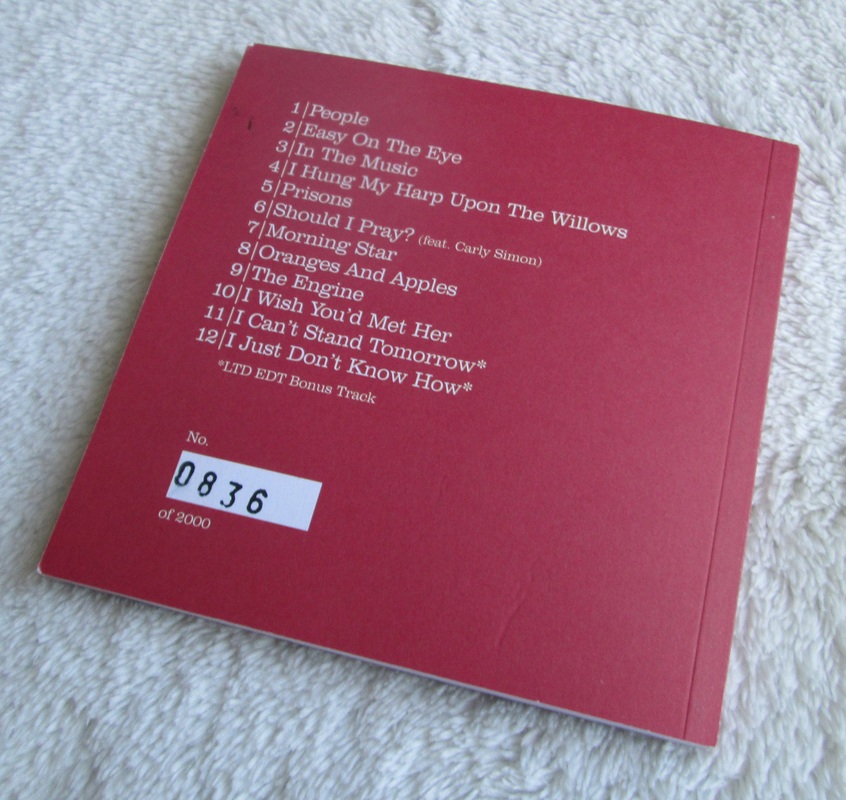 1|People
2|Easy On The Eye
3|In The Music
4|I Hung My Harp Upon The Willows
5|Prisons
6|Should I Pray? (feat. Carly Simon)
7|Morning Star
8|Oranges And Apples
9|The Engine
10|I Wish You'd Met Her
11|I Can't Stand Tomorrow*
12|I Just Don't Know How*
*LTD EDT Bonus Track
No.
0836
of 2000